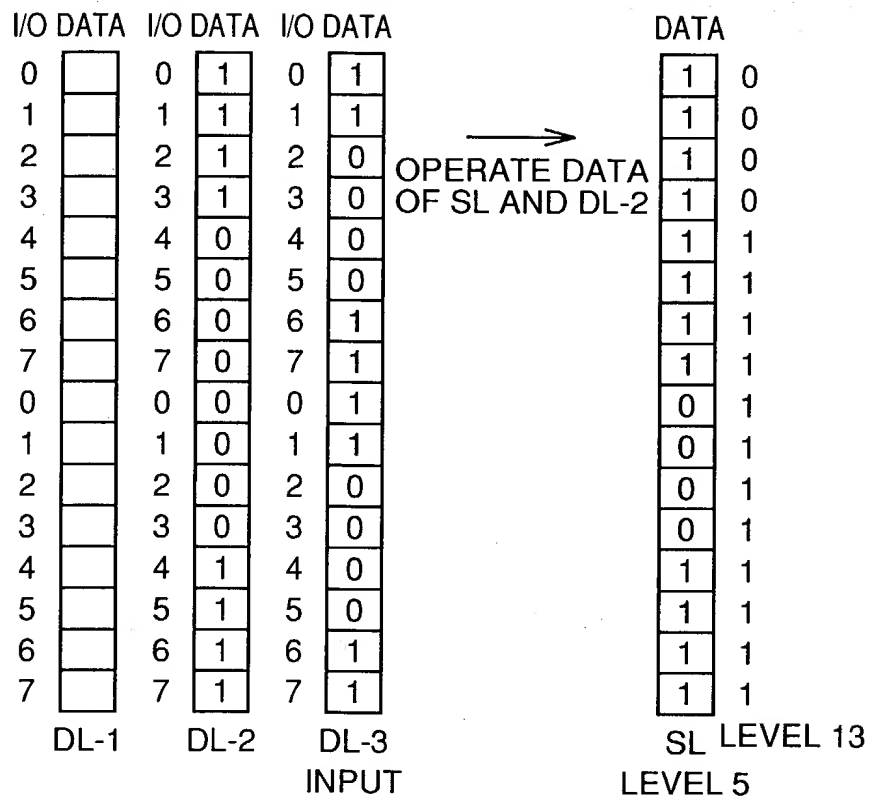 I/O DATA I/O DATA I/O DATA DATA
0 0 1 0 1 1 0
1 1 1 1 1 1 0
2 2 1 2 0 1 0
3 3 1 3 0 1 0
4 4 0 4 0 1 1
5 5 0 5 0 1 1
6 6 0 6 1 1 1
7 7 0 7 1 1 1
0 0 0 0 1 0 1
1 1 0 1 1 0 1
2 2 0 2 0 0 1
3 3 0 3 0 0 1
4 4 1 4 0 1 1
5 5 1 5 0 1 1
6 6 1 6 1 1 1
7 7 1 7 1 1 1
OPERATE DATA
OF SL AND DL-2
DL-1 DL-2 DL-3 SL LEVEL 13
INPUT LEVEL 5